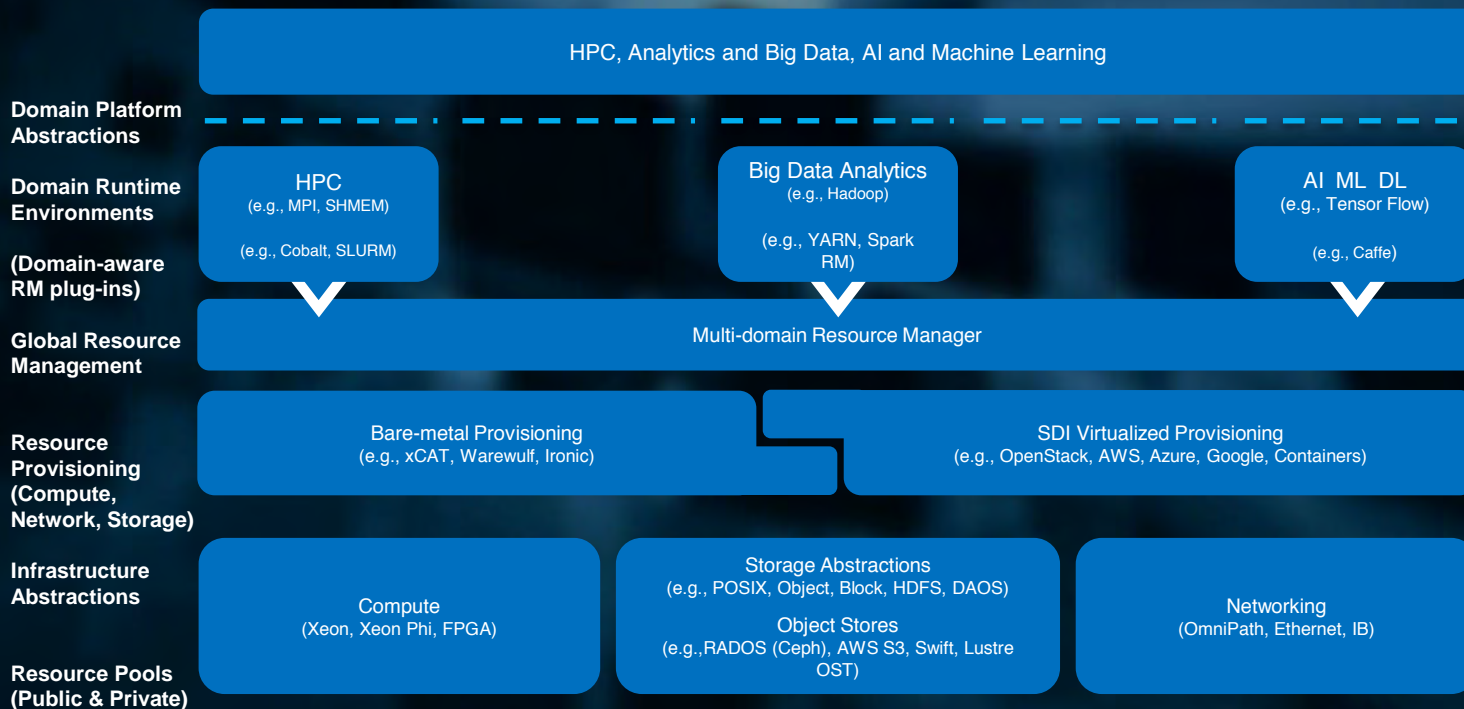 HPC, Analytics and Big Data, AI and Machine Learning
Domain Platform
Abstractions
Domain Runtime
Environments
(Domain-aware
RM plug-ins)
HPC
(e.g., MPI, SHMEM)
(e.g., Cobalt, SLURM)
Big Data Analytics
(e.g., Hadoop)
(e.g., YARN, Spark
RM)
AI ML DL
(e.g., Tensor Flow)
(e.g., Caffe)
Global Resource
Management
Multi-domain Resource Manager
Resource
Provisioning
(Compute,
Network, Storage)
Bare-metal Provisioning
(e.g., xCAT, Warewulf, Ironic)
SDI Virtualized Provisioning
(e.g., OpenStack, AWS, Azure, Google, Containers)
Infrastructure
Abstractions
Resource Pools
(Public & Private)
Compute
(Xeon, Xeon Phi, FPGA)
Storage Abstractions
(e.g., POSIX, Object, Block, HDFS, DAOS)
Object Stores
(e.g.,RADOS (Ceph), AWS S3, Swift, Lustre
OST)
Networking
(OmniPath, Ethernet, IB)